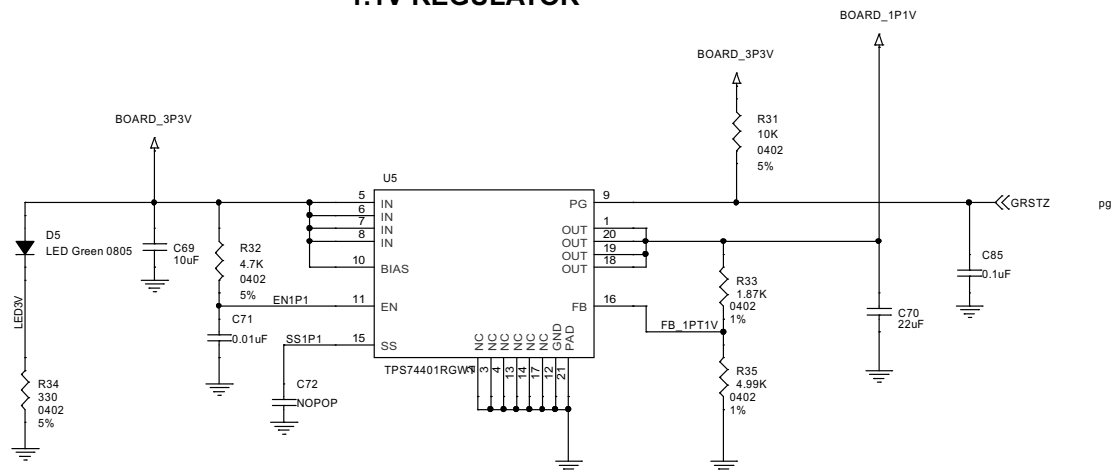 1.1V REGULATOR
BOARD_1P1V
BOARD_3P3V
BOARD_3P3V
R31
10K
0402
5%
U5
5
IN
6
IN
7
IN
8
IN
10
BIAS
11
EN
15
SS
PG
9
OUT
1
OUT
20
OUT
19
OUT
18
FB
16
GRSTZ
pg
D5
LED Green 0805
C69
10uF
R32
4.7K
0402
5%
EN1P1
C71
0.01uF
SS1P1
C72
NOPOP
LED3V
R34
330
0402
5%
NC
NC
NC
NC
NC
NC
GND
PAD
TPS74401RGWT
3
4
13
14
17
12
21
R33
1.87K
0402
1%
FB_1PT1V
R35
4.99K
0402
1%
C85
0.1uF
C70
22uF